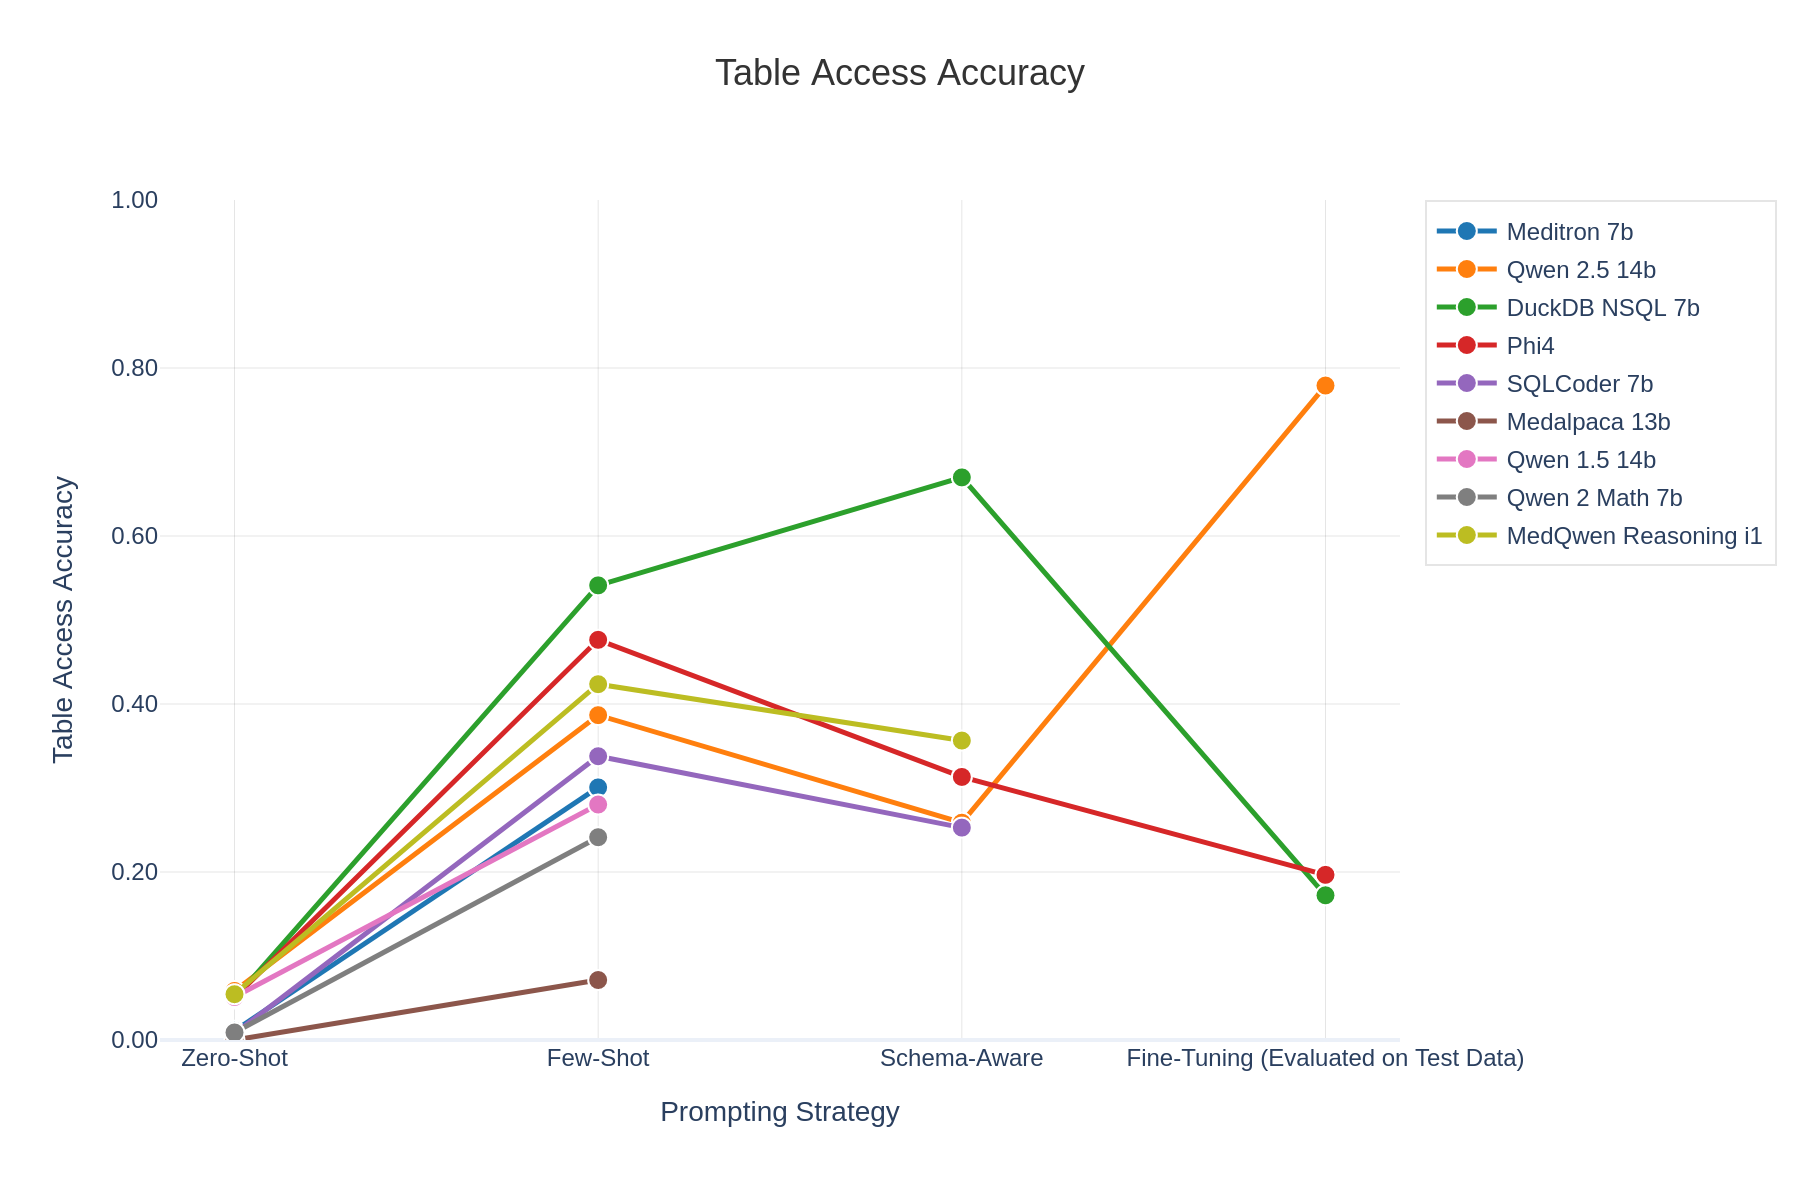 Table Access Accuracy
1.00
0.80
0.60
0.40
0.20
0.00
Table Access Accuracy
Zero-Shot
Few-Shot
Schema-Aware
Fine-Tuning (Evaluated on Test Data)
Prompting Strategy
Meditron 7b
Qwen 2.5 14b
DuckDB NSQL 7b
Phi4
SQLCoder 7b
Medalpaca 13b
Qwen 1.5 14b
Qwen 2 Math 7b
MedQwen Reasoning i1